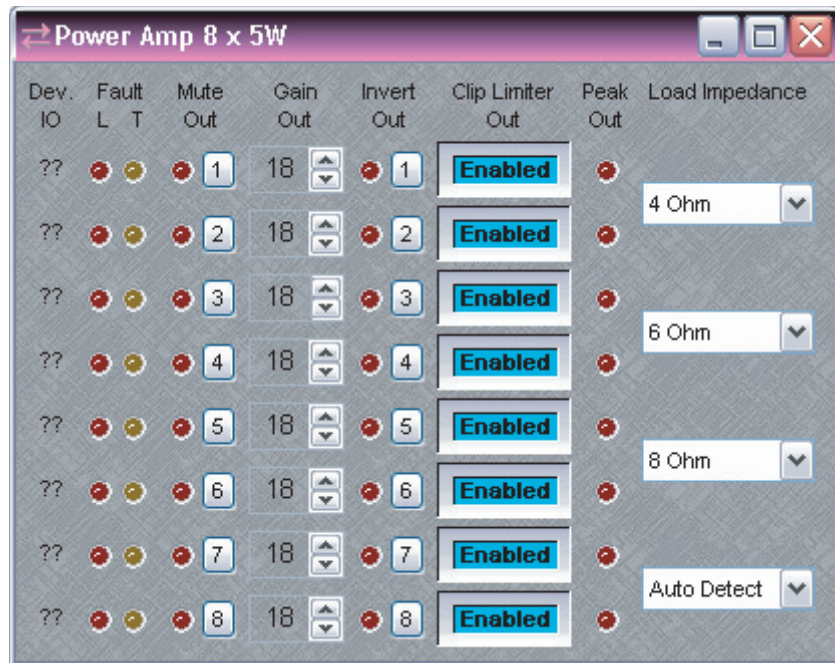 Power Amp 8 x 5W
Dev. Fault Mute Gain Invert Clip Limiter Peak Load Impedance
IO L T Out Out Out Out Out
?? 1 18 1 Enabled
4 Ohm
?? 2 18 2 Enabled
?? 3 18 3 Enabled
6 Ohm
?? 4 18 4 Enabled
?? 5 18 5 Enabled
8 Ohm
?? 6 18 6 Enabled
?? 7 18 7 Enabled
Auto Detect
?? 8 18 8 Enabled